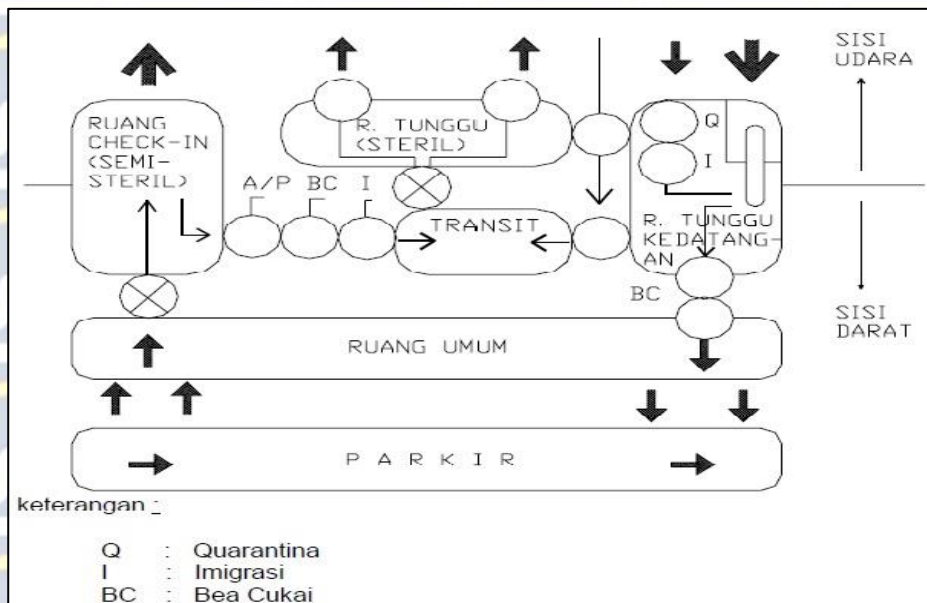 SISI
UDARA
RUANG
CHECK-IN
(SEMI-
STERIL)
R. TUNGGU
(STERIL)
Q
I
A/P BC I
TRANSIT
R. TUNGGU
KEDATANG-
AN
BC
SISI
DARAT
RUANG UMUM
PARKIR
keterangan :
Q : Quarantina
I : Imigrasi
BC : Bea Cukai